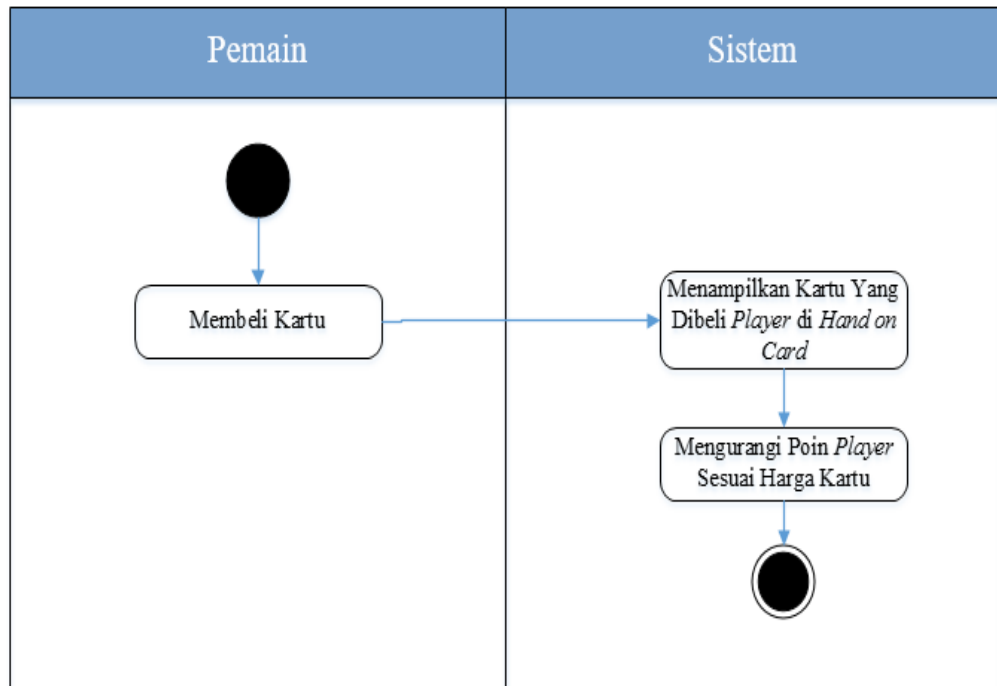 Pemain
Sistem
Membeli Kartu
Menampilkan Kartu Yang
Dibeli Player di Hand on
Card
Mengurangi Poin Player
Sesuai Harga Kartu